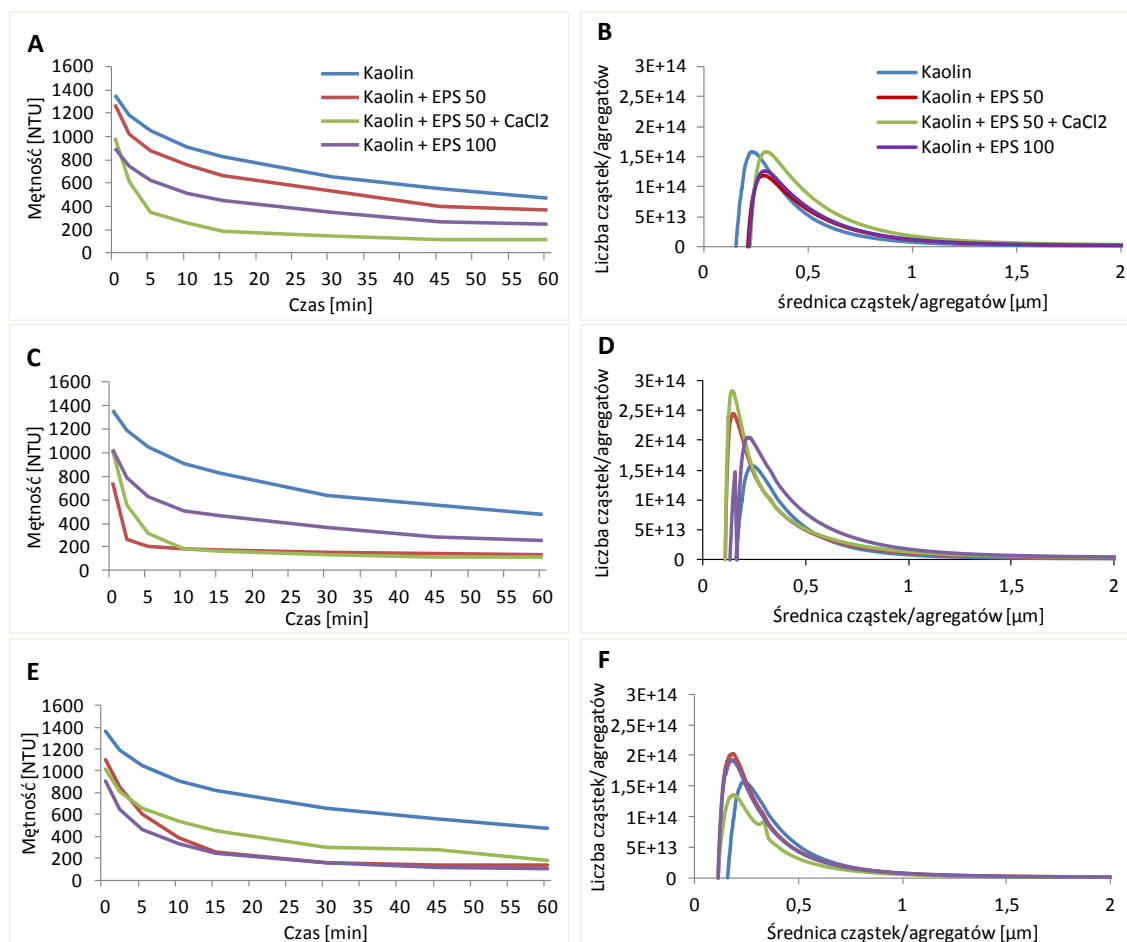 A
Mętność [NTU]
1600
1400
1200
1000
800
600
400
200
0
0 5 10 15 20 25 30 35 40 45 50 55 60
Czas [min]
Kaolin
Kaolin + EPS 50
Kaolin + EPS 50 + CaCl2
Kaolin + EPS 100
B
Liczba cząstek/agregatów
3E+14
2,5E+14
2E+14
1,5E+14
1E+14
5E+13
0
0 0,5 1 1,5 2
średnica cząstek/agregatów [µm]
Kaolin
Kaolin + EPS 50
Kaolin + EPS 50 + CaCl2
Kaolin + EPS 100
C
Mętność [NTU]
1600
1400
1200
1000
800
600
400
200
0
0 5 10 15 20 25 30 35 40 45 50 55 60
Czas [min]
D
Liczba cząstek/agregatów
3E+14
2,5E+14
2E+14
1,5E+14
1E+14
5E+13
0
0 0,5 1 1,5 2
Średnica cząstek/agregatów [µm]
E
Mętność [NTU]
1600
1400
1200
1000
800
600
400
200
0
0 5 10 15 20 25 30 35 40 45 50 55 60
Czas [min]
F
Liczba cząstek/agregatów
3E+14
2,5E+14
2E+14
1,5E+14
1E+14
5E+13
0
0 0,5 1 1,5 2
Średnica cząstek/agregatów [µm]